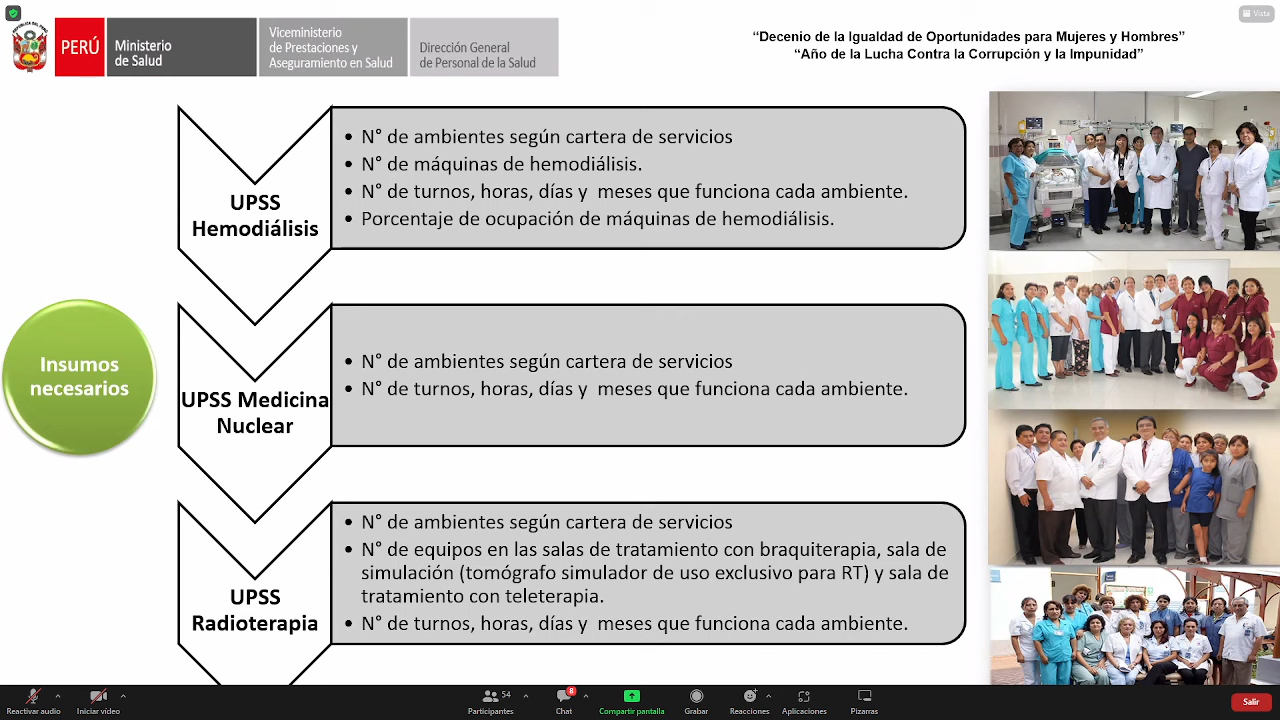 Vista
PERÚ
Ministerio
de Salud
Viceministerio
de Prestaciones y
Aseguramiento en Salud
Dirección General
de Personal de la Salud
“Decenio de la Igualdad de Oportunidades para Mujeres y Hombres”
“Año de la Lucha Contra la Corrupción y la Impunidad”
Insumos
necesarios
UPSS
Hemodiálisis
• N° de ambientes según cartera de servicios
• N° de máquinas de hemodiálisis.
• N° de turnos, horas, días y meses que funciona cada ambiente.
• Porcentaje de ocupación de máquinas de hemodiálisis.
UPSS Medicina
Nuclear
• N° de ambientes según cartera de servicios
• N° de turnos, horas, días y meses que funciona cada ambiente.
UPSS
Radioterapia
• N° de ambientes según cartera de servicios
• N° de equipos en las salas de tratamiento con braquiterapia, sala de
simulación (tomógrafo simulador de uso exclusivo para RT) y sala de
tratamiento con teleterapia.
• N° de turnos, horas, días y meses que funciona cada ambiente.
Reactivar audio
Iniciar vídeo
54
Participantes
8
Chat
Compartir pantalla
Grabar
Reacciones
Aplicaciones
Pizarras
Salir